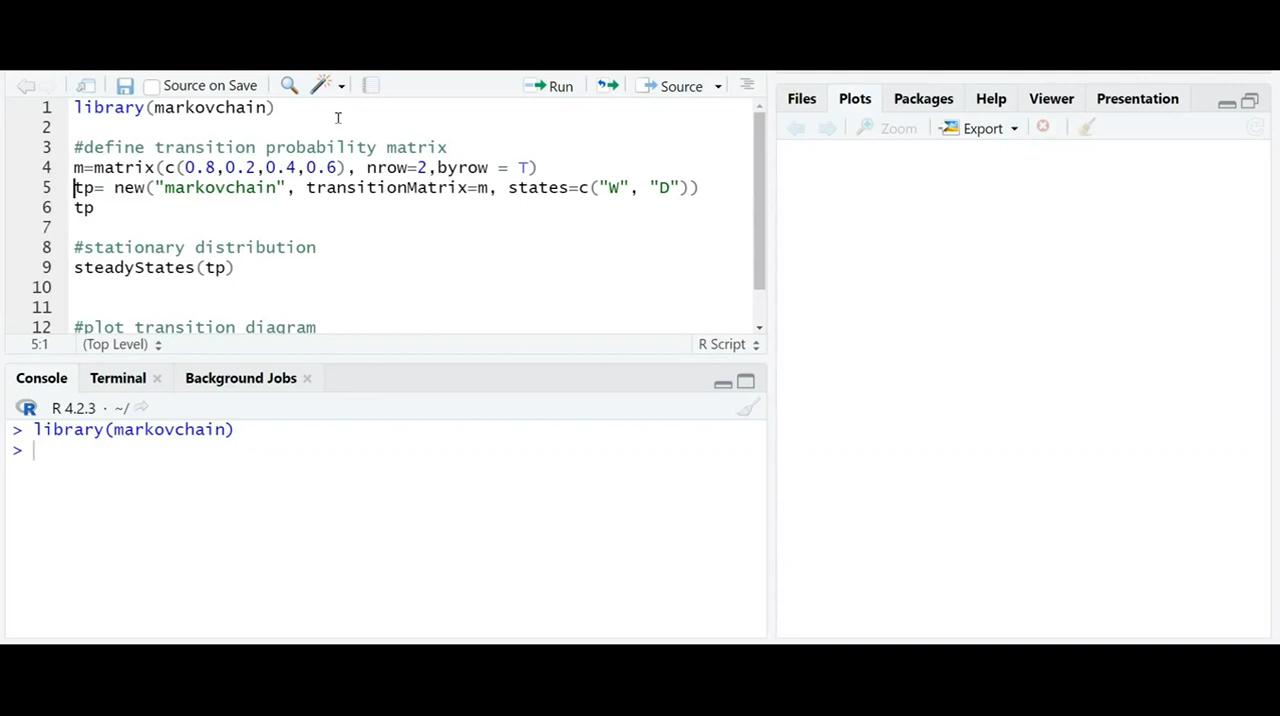 Source on Save
Run
Source
1 library(markovchain)
2
3 #define transition probability matrix
4 m=matrix(c(0.8,0.2,0.4,0.6), nrow=2,byrow = T)
5 tp= new("markovchain", transitionMatrix=m, states=c("W", "D"))
6 tp
7
8 #stationary distribution
9 steadyStates(tp)
10
11
12 #plot transition diagram
5:1 (Top Level) R Script
Console Terminal Background Jobs
R 4.2.3 · ~/
> library(markovchain)
>
Files Plots Packages Help Viewer Presentation
Zoom Export